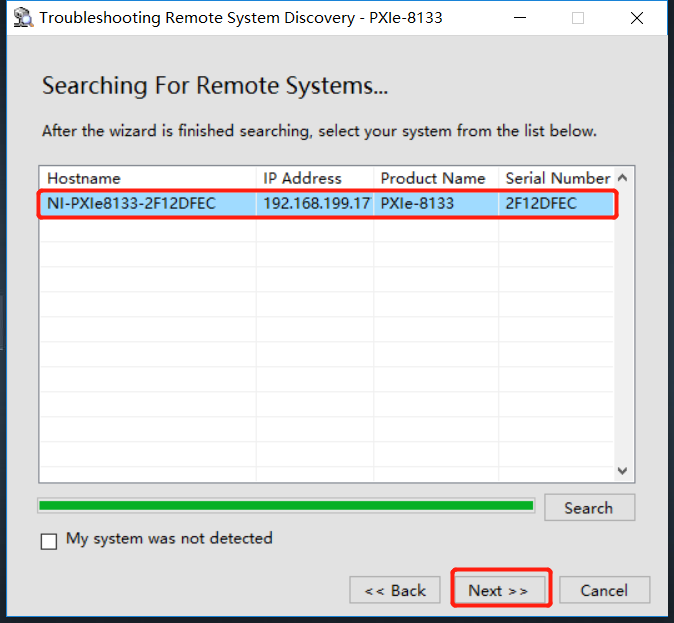 Troubleshooting Remote System Discovery - PXIe-8133
Searching For Remote Systems...
After the wizard is finished searching, select your system from the list below.
Hostname IP Address Product Name Serial Number
NI-PXIe8133-2F12DFEC 192.168.199.17 PXIe-8133 2F12DFEC
Search
My system was not detected
<< Back Next >> Cancel